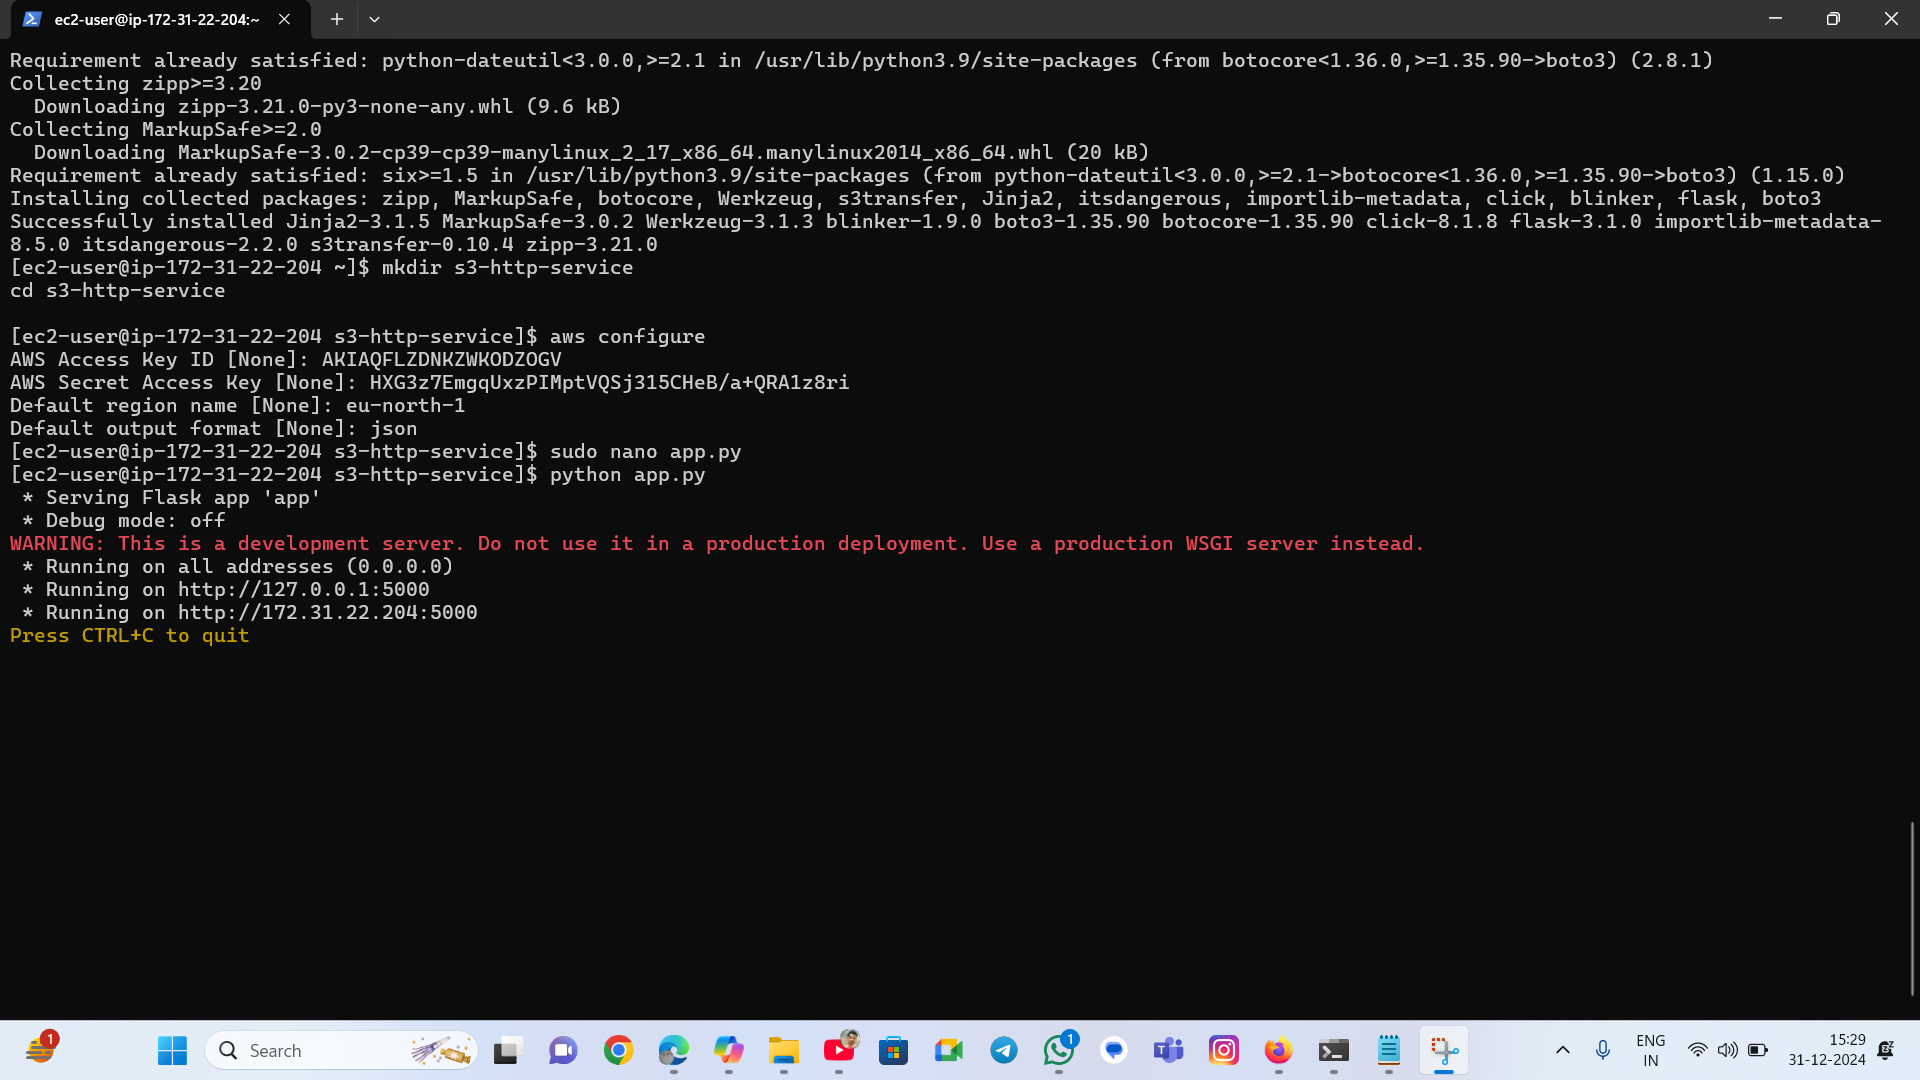 ec2-user@ip-172-31-22-204:~
Requirement already satisfied: python-dateutil<3.0.0,>=2.1 in /usr/lib/python3.9/site-packages (from botocore<1.36.0,>=1.35.90->boto3) (2.8.1)
Collecting zipp>=3.20
  Downloading zipp-3.21.0-py3-none-any.whl (9.6 kB)
Collecting MarkupSafe>=2.0
  Downloading MarkupSafe-3.0.2-cp39-cp39-manylinux_2_17_x86_64.manylinux2014_x86_64.whl (20 kB)
Requirement already satisfied: six>=1.5 in /usr/lib/python3.9/site-packages (from python-dateutil<3.0.0,>=2.1->botocore<1.36.0,>=1.35.90->boto3) (1.15.0)
Installing collected packages: zipp, MarkupSafe, botocore, Werkzeug, s3transfer, Jinja2, itsdangerous, importlib-metadata, click, blinker, flask, boto3
Successfully installed Jinja2-3.1.5 MarkupSafe-3.0.2 Werkzeug-3.1.3 blinker-1.9.0 boto3-1.35.90 botocore-1.35.90 click-8.1.8 flask-3.1.0 importlib-metadata-
8.5.0 itsdangerous-2.2.0 s3transfer-0.10.4 zipp-3.21.0
[ec2-user@ip-172-31-22-204 ~]$ mkdir s3-http-service
cd s3-http-service
[ec2-user@ip-172-31-22-204 s3-http-service]$ aws configure
AWS Access Key ID [None]: AKIAQFLZDNKZWKODZOGV
AWS Secret Access Key [None]: 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
Default region name [None]: eu-north-1
Default output format [None]: json
[ec2-user@ip-172-31-22-204 s3-http-service]$ sudo nano app.py
[ec2-user@ip-172-31-22-204 s3-http-service]$ python app.py
 * Serving Flask app 'app'
 * Debug mode: off
WARNING: This is a development server. Do not use it in a production deployment. Use a production WSGI server instead.
 * Running on all addresses (0.0.0.0)
 * Running on http://127.0.0.1:5000
 * Running on http://172.31.22.204:5000
Press CTRL+C to quit
1
Search
1
ENG
IN
15:29
31-12-2024